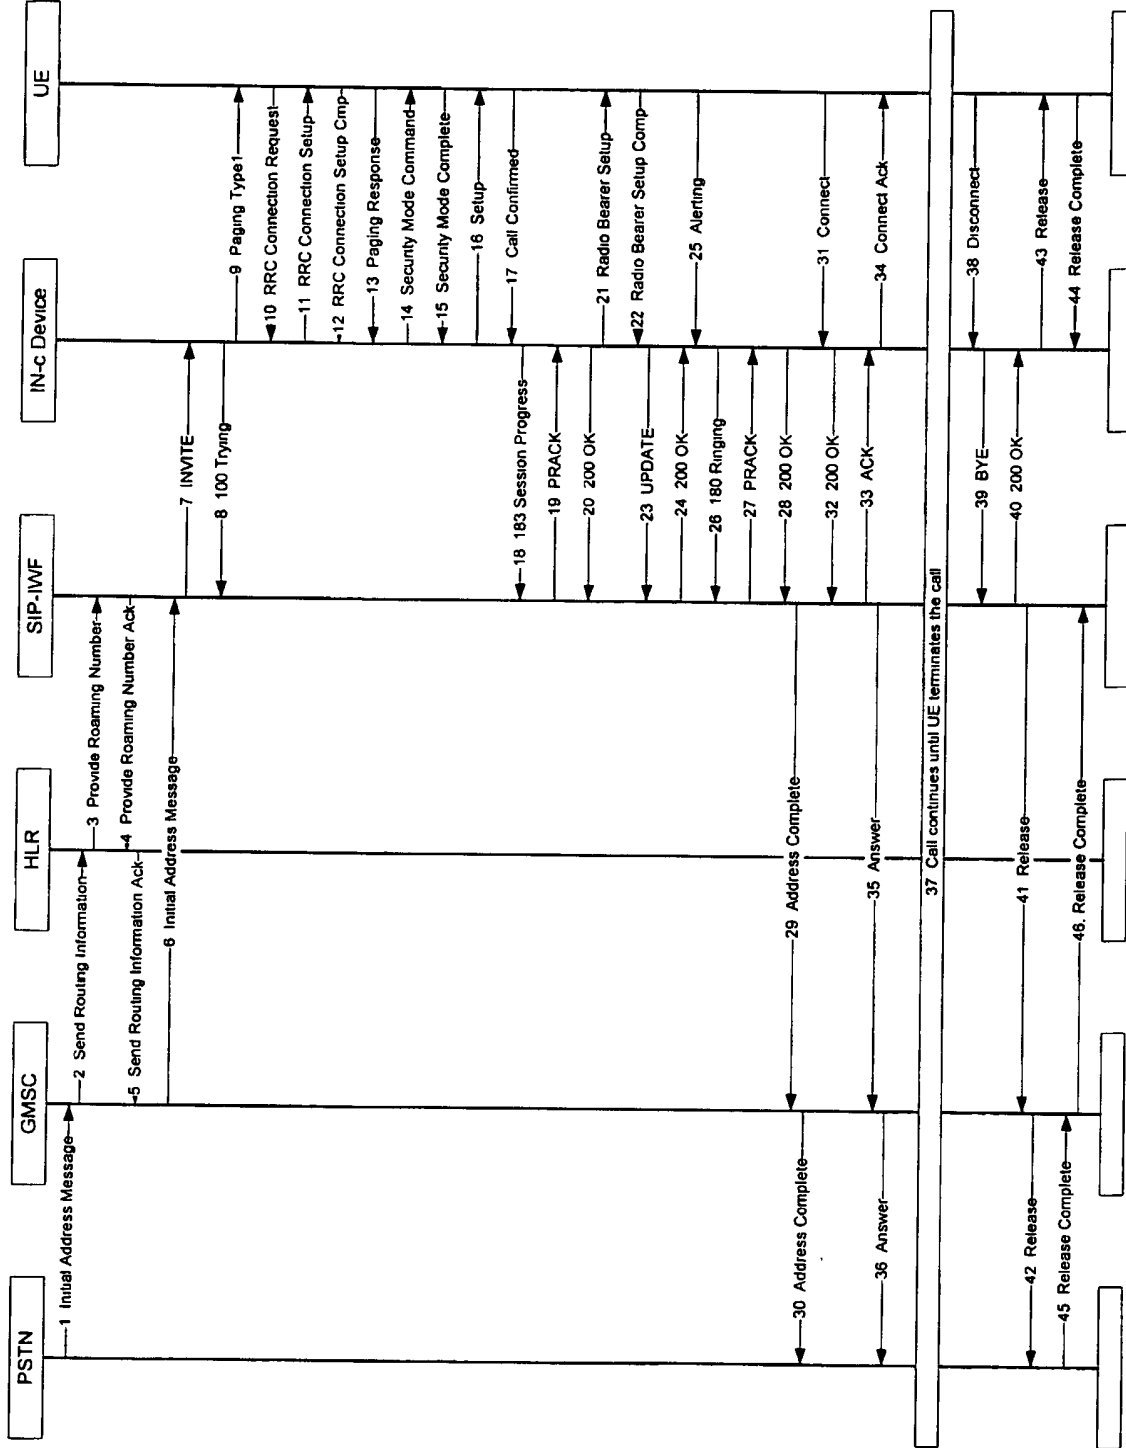 PSTN
GMSC
HLR
SIP-IWF
IN-c Device
UE
1 Initial Address Message
2 Send Routing Information
3 Provide Roaming Number
4 Provide Roaming Number Ack
5 Send Routing Information Ack
6 Initial Address Message
7 INVITE
8 100 Trying
9 Paging Type1
10 RRC Connection Request
11 RRC Connection Setup
12 RRC Connection Setup Cmp
13 Paging Response
14 Security Mode Command
15 Security Mode Complete
16 Setup
17 Call Confirmed
18 183 Session Progress
19 PRACK
20 200 OK
21 Radio Bearer Setup
22 Radio Bearer Setup Comp
23 UPDATE
24 200 OK
25 Alerting
26 180 Ringing
27 PRACK
28 200 OK
29 Address Complete
30 Address Complete
31 Connect
32 200 OK
33 ACK
34 Connect Ack
35 Answer
36 Answer
37 Call continues until UE terminates the call
38 Disconnect
39 BYE
40 200 OK
41 Release
42 Release
43 Release
44 Release Complete
45 Release Complete
46. Release Complete